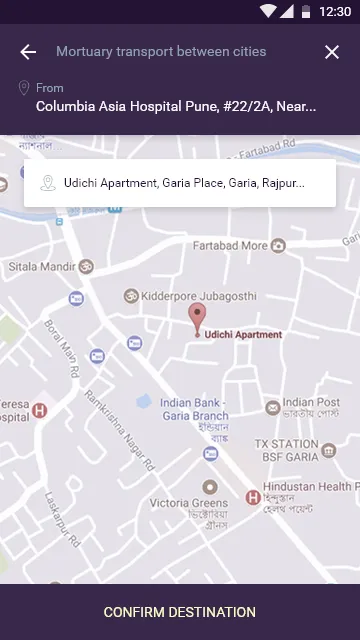 12:30
Mortuary transport between cities
From
Columbia Asia Hospital Pune, #22/2A, Near...
ন্যাশনাল...
- Fartabad Rd
Udichi Apartment, Garia Place, Garia, Rajpur...
Fartabad More
Gari
Sitala Mandir
Kidderpore Jubagosthi
Udichi Apartment
Boral Main Rd
Ramkrishna Nagar Rd
Teresa
Hospital
Indian Bank -
Garia Branch
ইন্ডিয়ান
ব্যাঙ্ক
Indian Post
ভারতীয় পোস্ট
TX STATION
BSF GARIA
Victoria Greens
ভিক্টোরিয়া
গ্রীনস
Hindustan Health P
হিন্দুস্তান
হেলথ পয়েন্ট
Laskarpur Rd
CONFIRM DESTINATION